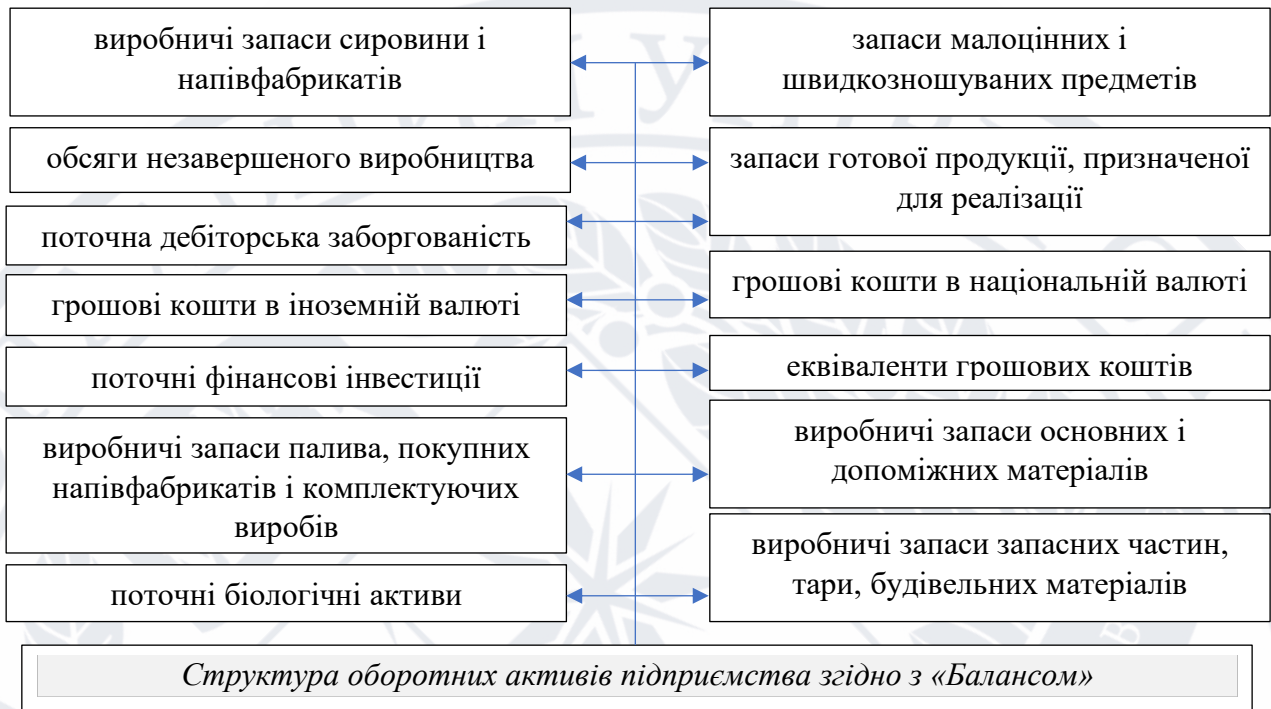 виробничі запаси сировини і
напівфабрикатів
запаси малоцінних і
швидкозношуваних предметів
обсяги незавершеного виробництва
запаси готової продукції, призначеної
для реалізації
поточна дебіторська заборгованість
грошові кошти в національній валюті
грошові кошти в іноземній валюті
еквіваленти грошових коштів
поточні фінансові інвестиції
виробничі запаси основних і
допоміжних матеріалів
виробничі запаси палива, покупних
напівфабрикатів і комплектуючих
виробів
виробничі запаси запасних частин,
тари, будівельних матеріалів
поточні біологічні активи
Структура оборотних активів підприємства згідно з «Балансом»